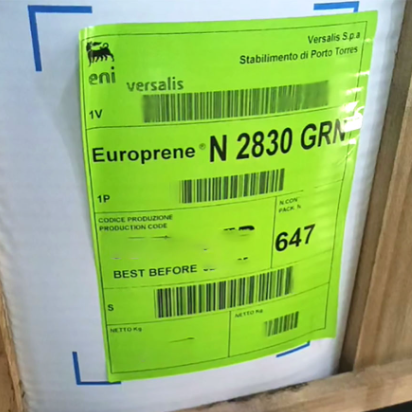 Versalis S.p.a
Stabilimento di Porto Torres
eni
versalis
1V
Europrene® N 2830 GRN
1P
CODICE PRODUZIONE
PRODUCTION CODE
N.CON
PACK. N.
647
BEST BEFORE
S
NETTO Kg
NETTO Kg